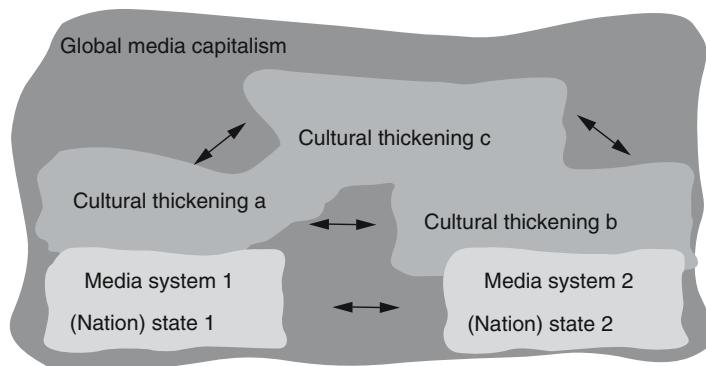 Global media capitalism
Cultural thickening c
Cultural thickening a
Cultural thickening b
Media system 1
(Nation) state 1
Media system 2
(Nation) state 2